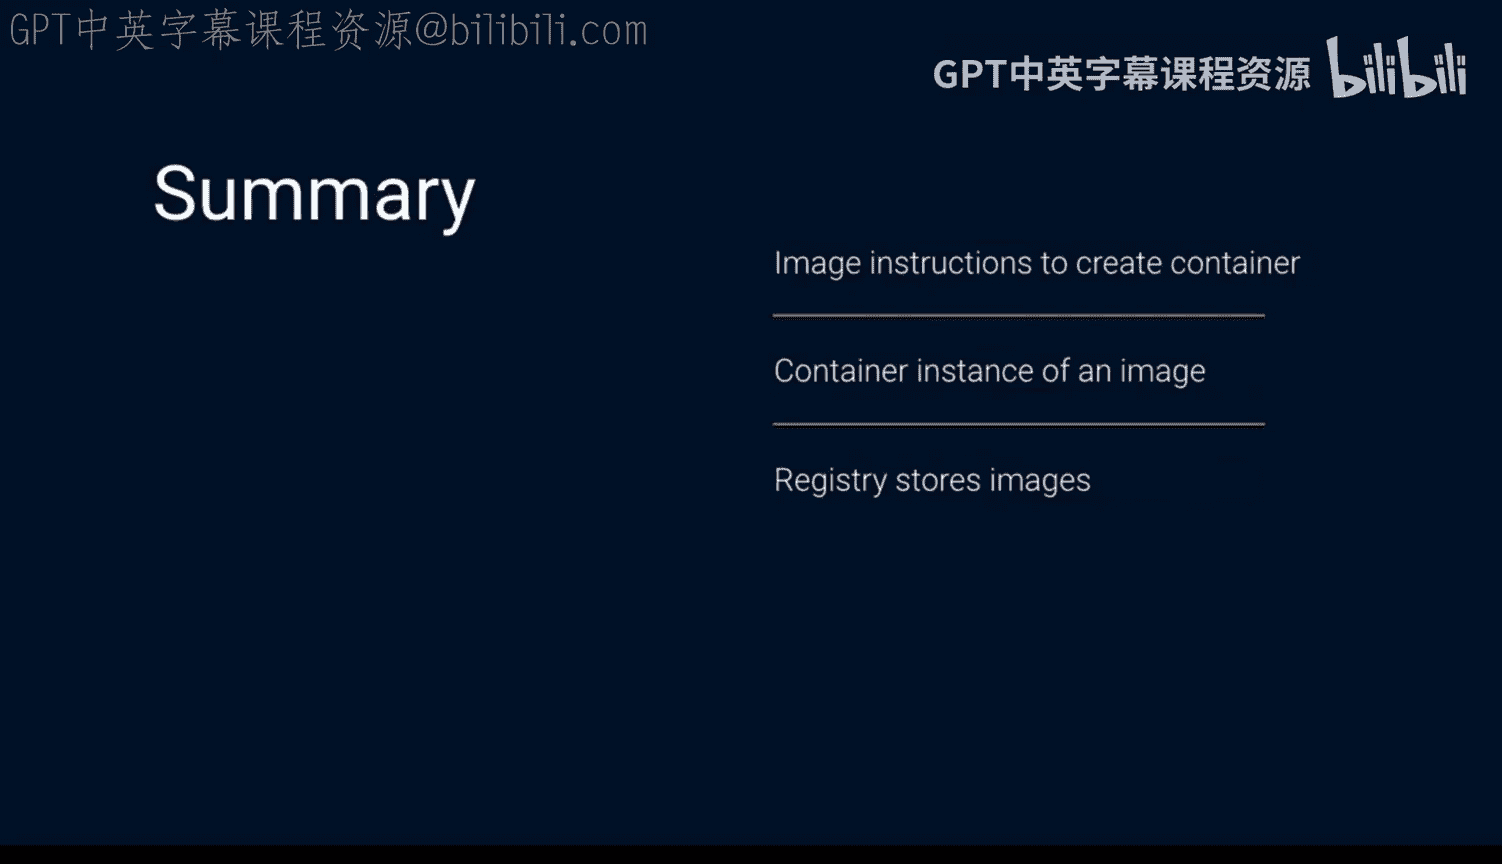 GPT中英字幕课程资源@bilibili.com
GPT中英字幕课程资源 bilibili
Summary
Image instructions to create container
Container instance of an image
Registry stores images